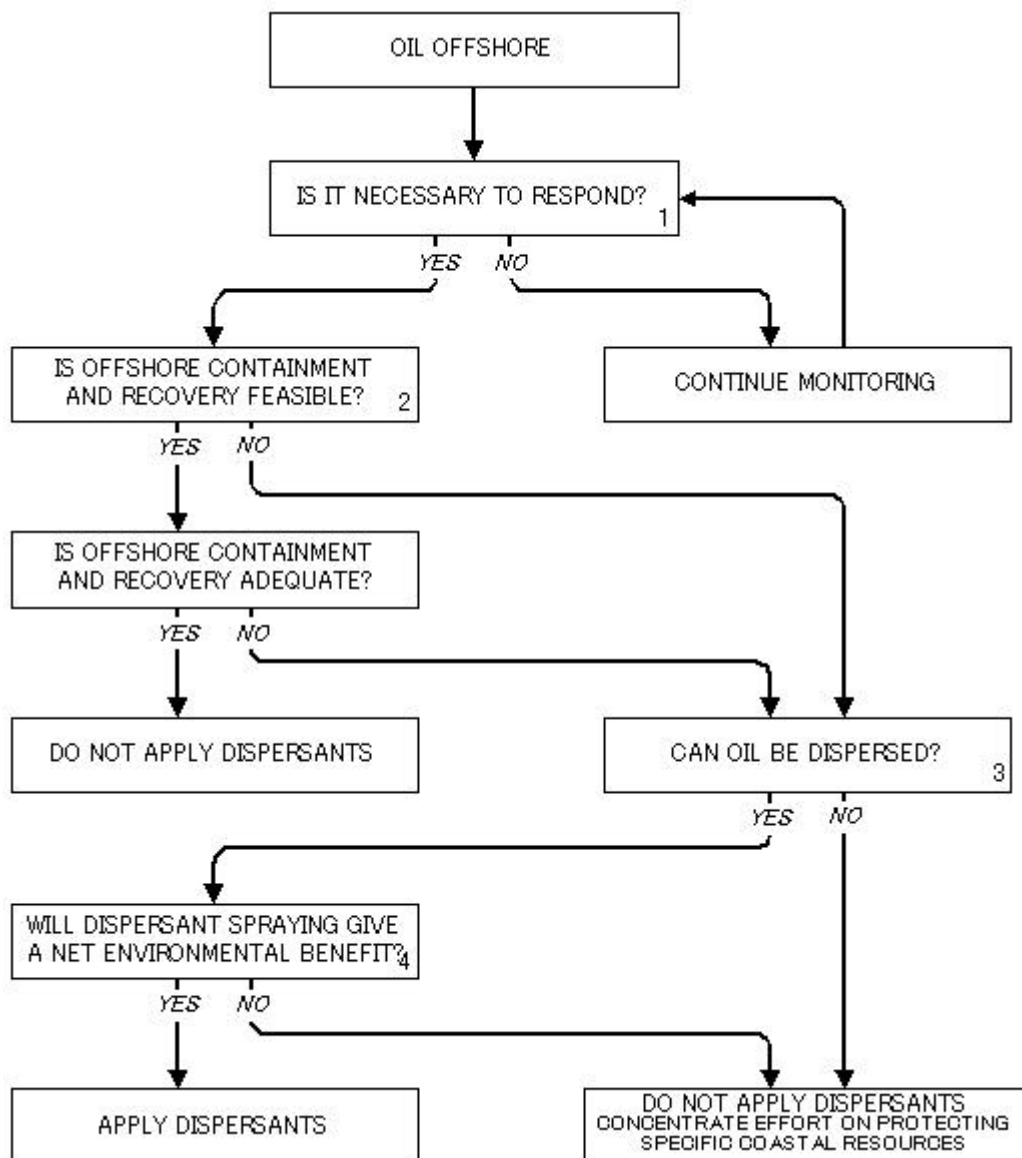 OIL OFFSHORE
IS IT NECESSARY TO RESPOND?
1
YES NO
IS OFFSHORE CONTAINMENT
AND RECOVERY FEASIBLE?
2
CONTINUE MONITORING
YES NO
IS OFFSHORE CONTAINMENT
AND RECOVERY ADEQUATE?
YES NO
DO NOT APPLY DISPERSANTS
CAN OIL BE DISPERSED?
3
YES NO
WILL DISPERSANT SPRAYING GIVE
A NET ENVIRONMENTAL BENEFIT?
4
YES NO
APPLY DISPERSANTS
DO NOT APPLY DISPERSANTS
CONCENTRATE EFFORT ON PROTECTING
SPECIFIC COASTAL RESOURCES